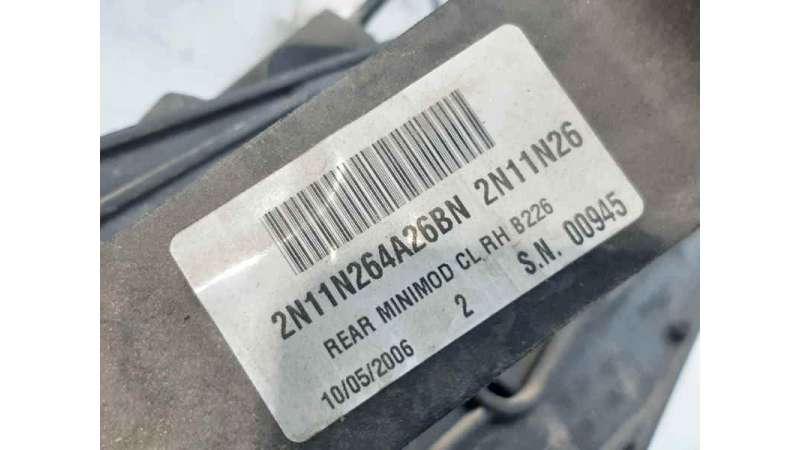 2N11N264A26BN 2N11N26
REAR MINIMOD CL.RH B226
10/05/2006 2 S.N. 00945